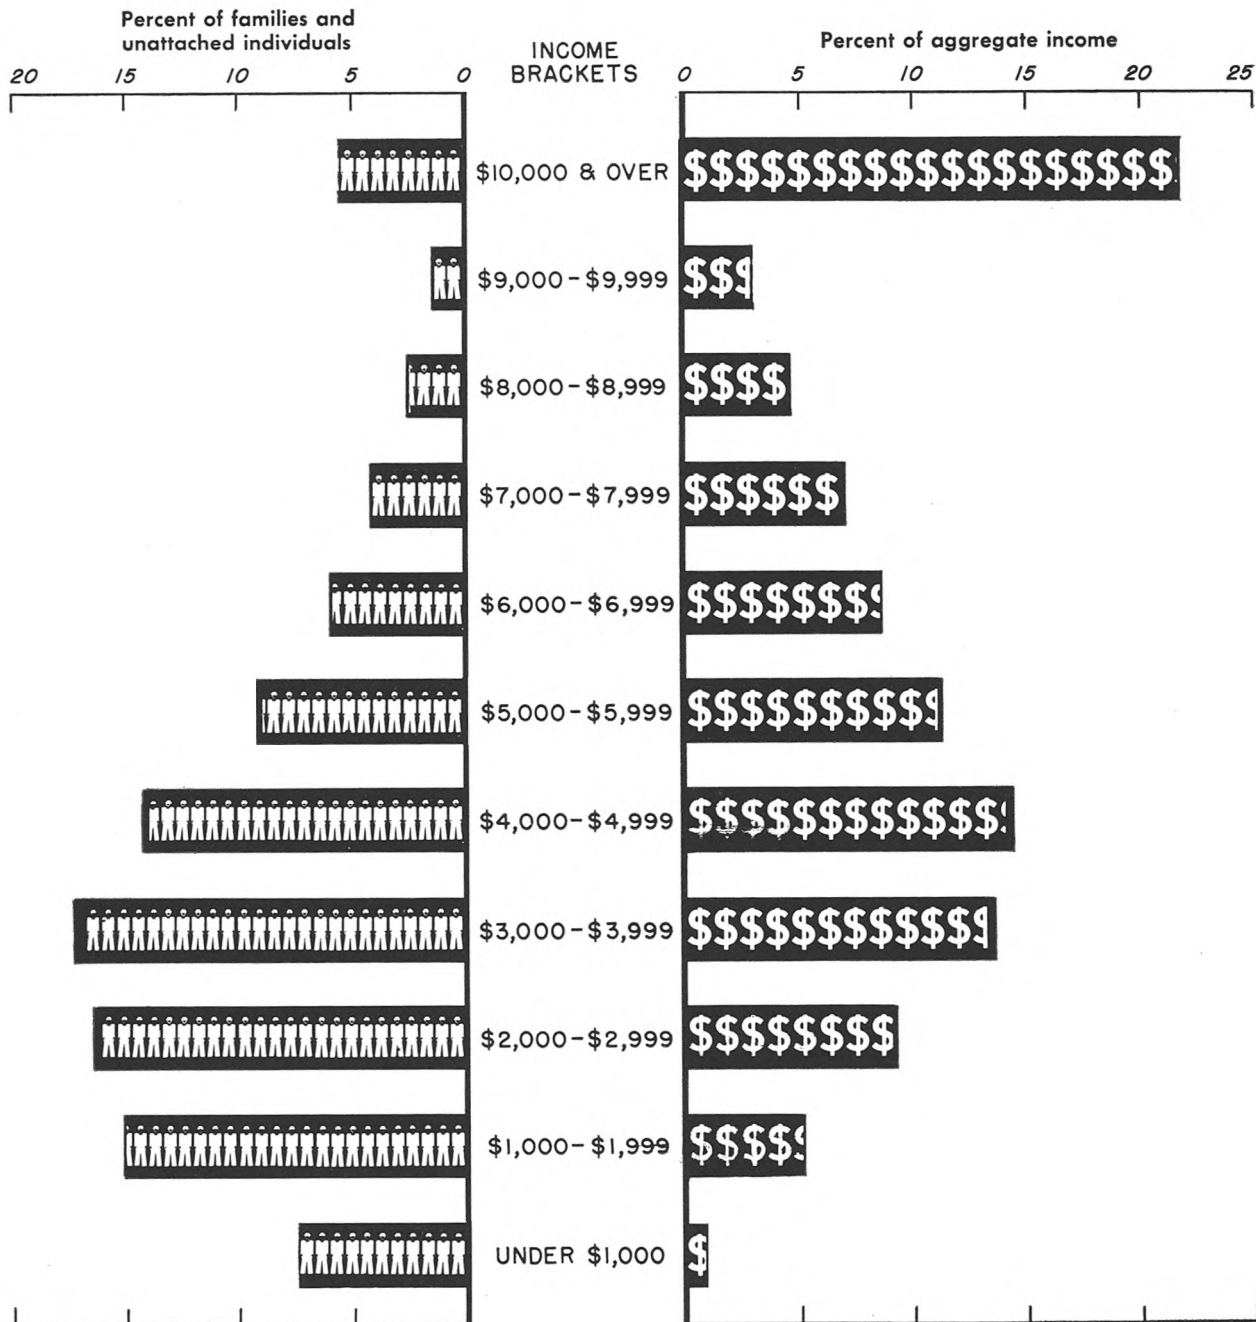 Percent of families and
unattached individuals
20 15 10 5 0
INCOME
BRACKETS
Percent of aggregate income
0 5 10 15 20 25
$10,000 & OVER
$9,000-$9,999
$8,000-$8,999
$7,000-$7,999
$6,000-$6,999
$5,000-$5,999
$4,000-$4,999
$3,000-$3,999
$2,000-$2,999
$1,000-$1,999
UNDER $1,000